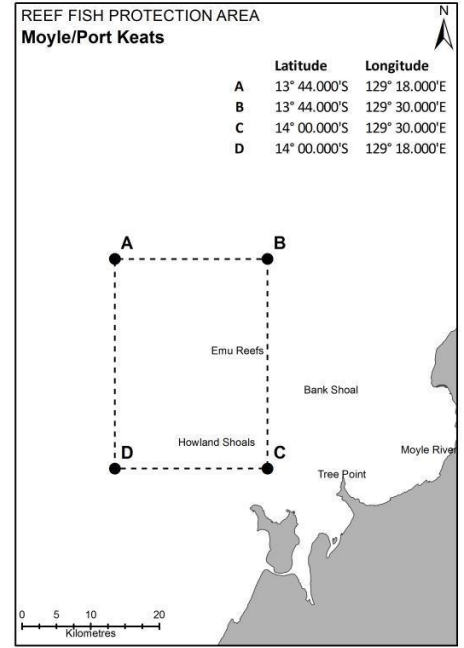 REEF FISH PROTECTION AREA
Moyle/Port Keats
N
Latitude Longitude
A 13° 44.000'S 129° 18.000'E
B 13° 44.000'S 129° 30.000'E
C 14° 00.000'S 129° 30.000'E
D 14° 00.000'S 129° 18.000'E
A B
Emu Reefs
Bank Shoal
Howland Shoals
Moyle River
D C
Tree Point
0 5 10 20
Kilometres